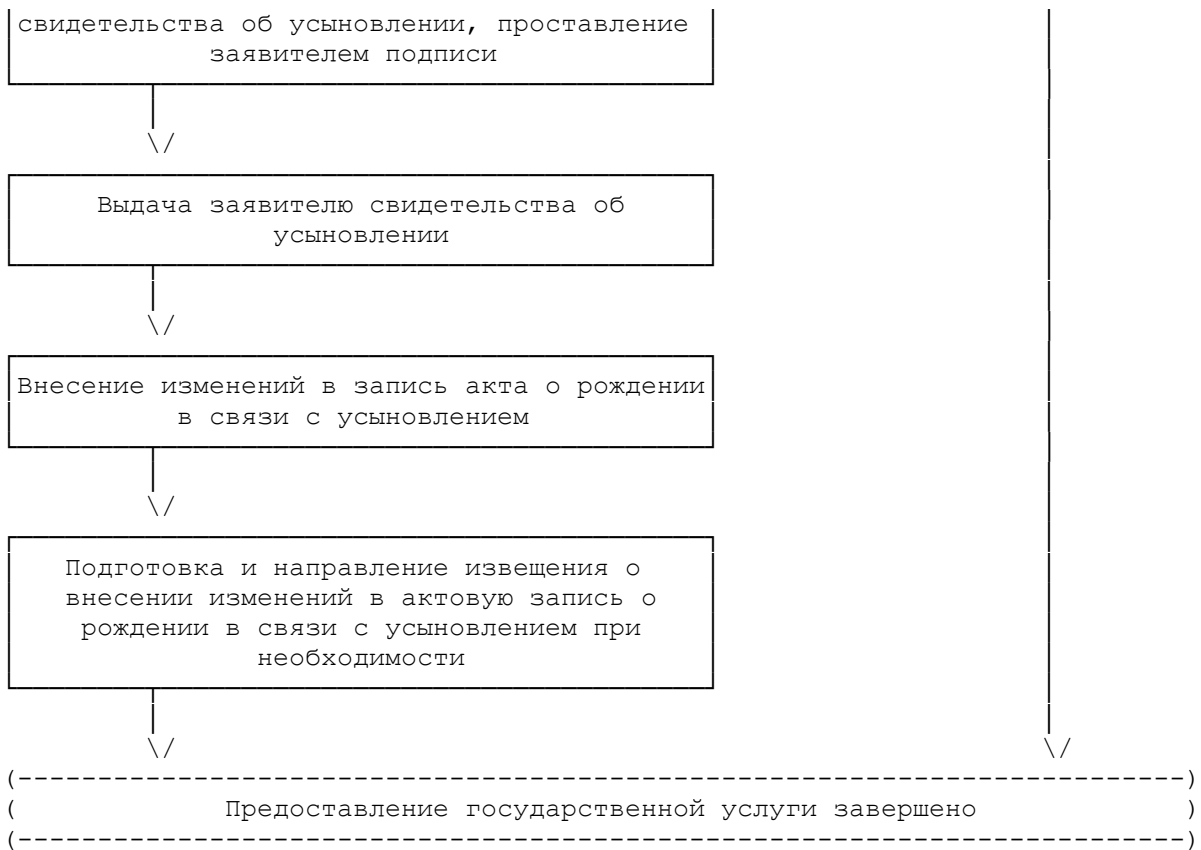 свидетельства об усыновлении, проставление
заявителем подписи
Выдача заявителю свидетельства об
усыновлении
Внесение изменений в запись акта о рождении
в связи с усыновлением
Подготовка и направление извещения о
внесении изменений в актовую запись о
рождении в связи с усыновлением при
необходимости
Предоставление государственной услуги завершено